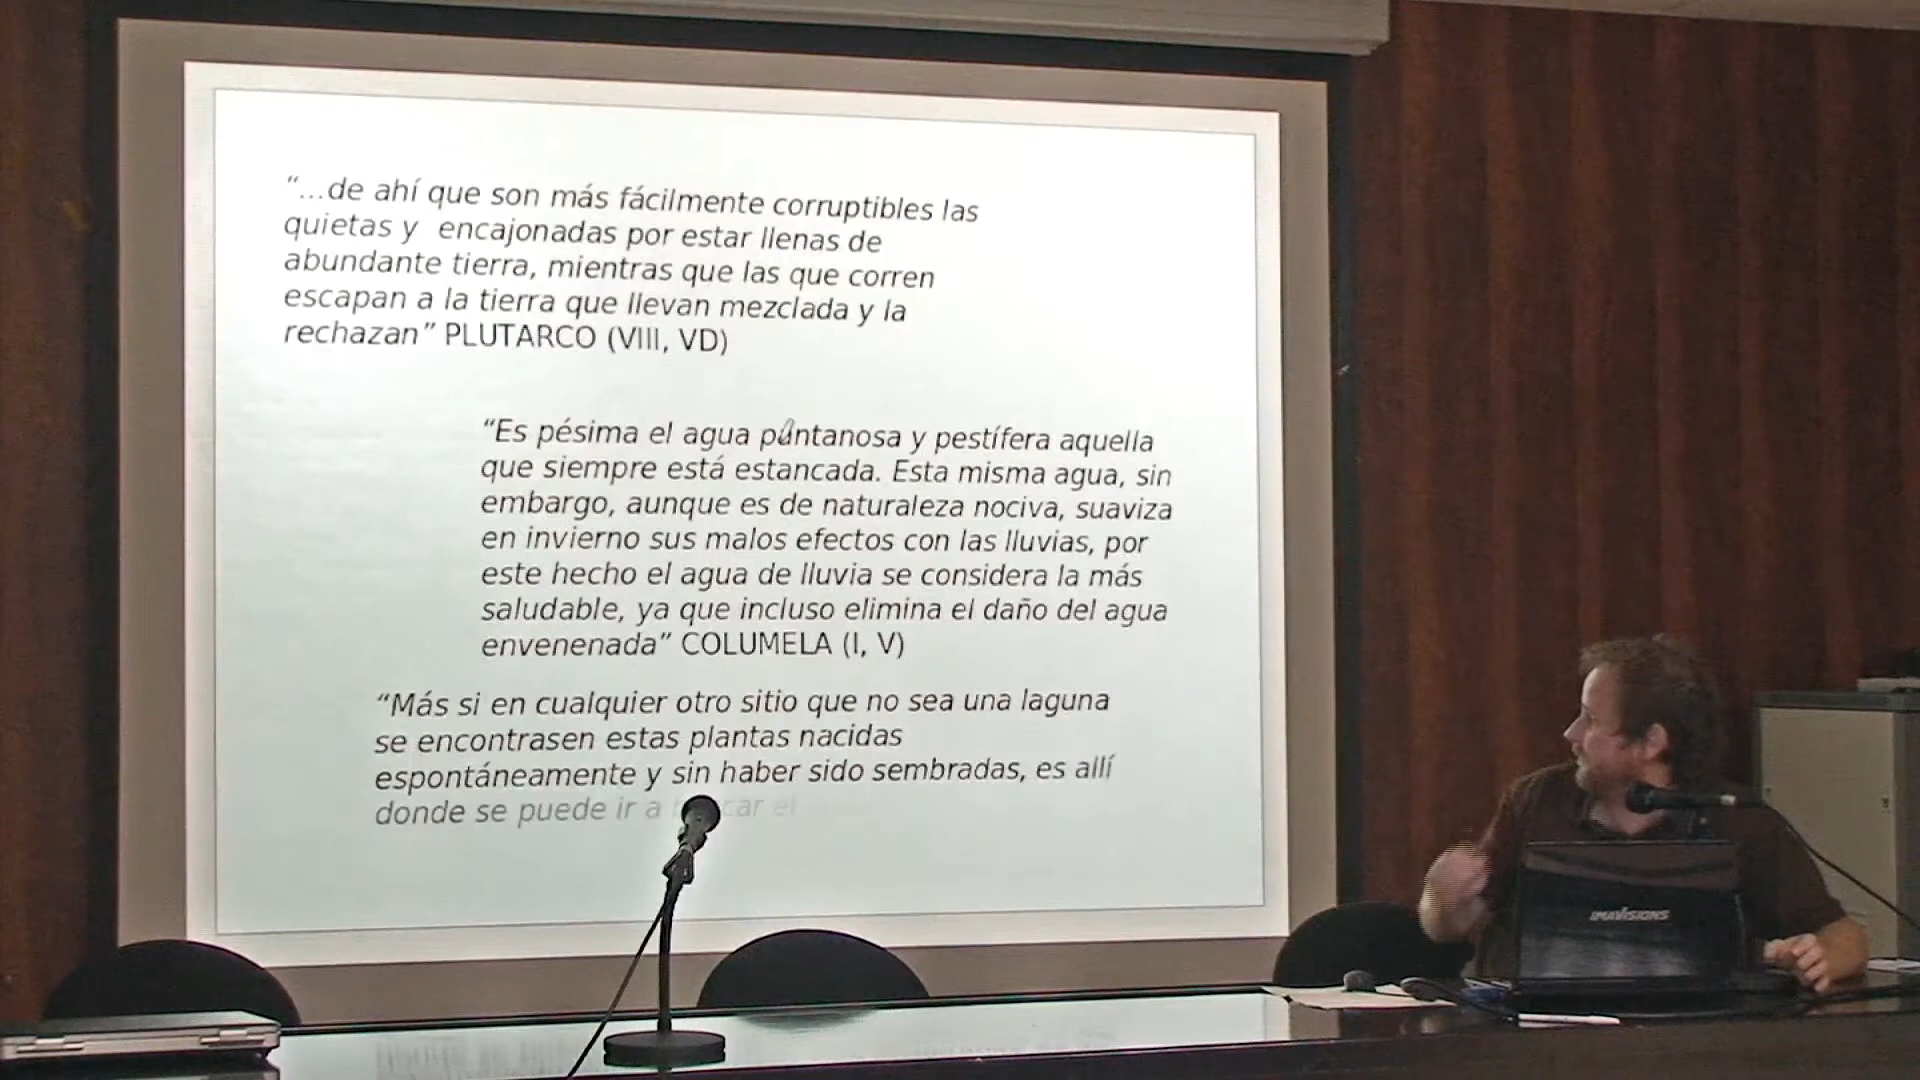 “...de ahí que son más fácilmente corruptibles las
quietas y encajonadas por estar llenas de
abundante tierra, mientras que las que corren
escapan a la tierra que llevan mezclada y la
rechazan” PLUTARCO (VIII, VD)
“Es pésima el agua pantanosa y pestífera aquella
que siempre está estancada. Esta misma agua, sin
embargo, aunque es de naturaleza nociva, suaviza
en invierno sus malos efectos con las lluvias, por
este hecho el agua de lluvia se considera la más
saludable, ya que incluso elimina el daño del agua
envenenada” COLUMELA (I, V)
“Más si en cualquier otro sitio que no sea una laguna
se encontrasen estas plantas nacidas
espontáneamente y sin haber sido sembradas, es allí
donde se puede ir a el